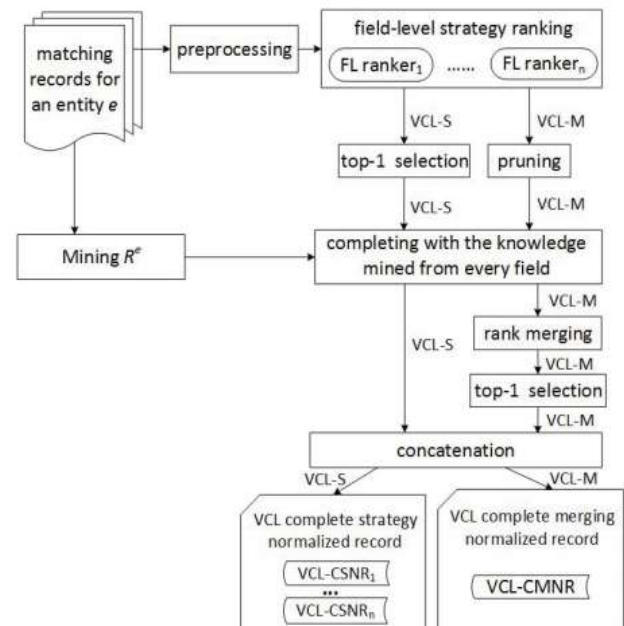 matching
records for
an entity e
preprocessing
field-level strategy ranking
FL ranker1 ...... FL rankern
VCL-S VCL-M
top-1 selection
pruning
VCL-S VCL-M
Mining Re
completing with the knowledge
mined from every field
VCL-M
rank merging
VCL-S
VCL-M
top-1 selection
VCL-M
concatenation
VCL-S VCL-M
VCL complete strategy
normalized record
VCL-CSNR1
...
VCL-CSNRn
VCL complete merging
normalized record
VCL-CMNR